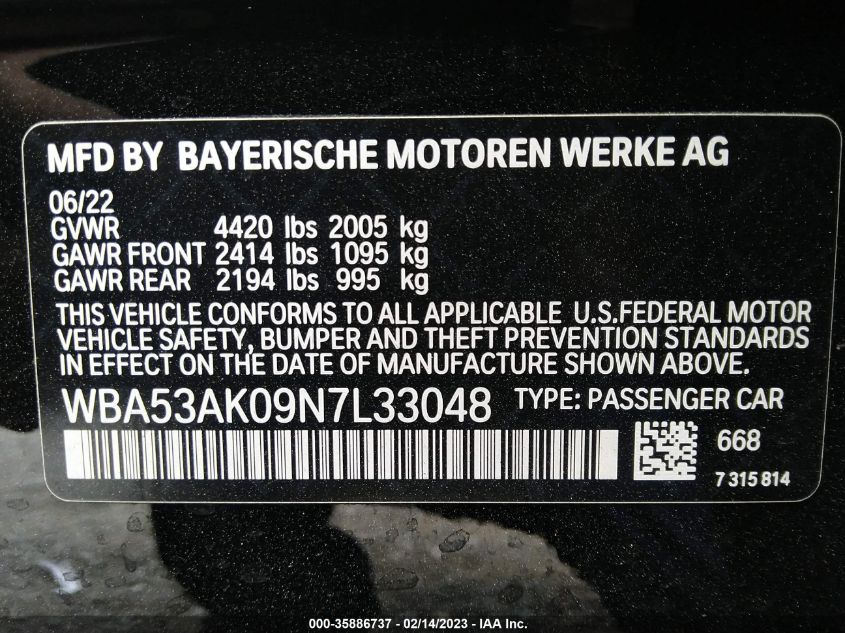 MFD BY BAYERISCHE MOTOREN WERKE AG
06/22
GVWR 4420 lbs 2005 kg
GAWR FRONT 2414 lbs 1095 kg
GAWR REAR 2194 lbs 995 kg
THIS VEHICLE CONFORMS TO ALL APPLICABLE U.S.FEDERAL MOTOR
VEHICLE SAFETY, BUMPER AND THEFT PREVENTION STANDARDS
IN EFFECT ON THE DATE OF MANUFACTURE SHOWN ABOVE.
WBA53AK09N7L33048 TYPE: PASSENGER CAR
668
7 315 814
000-35886737 - 02/14/2023 - IAA Inc.